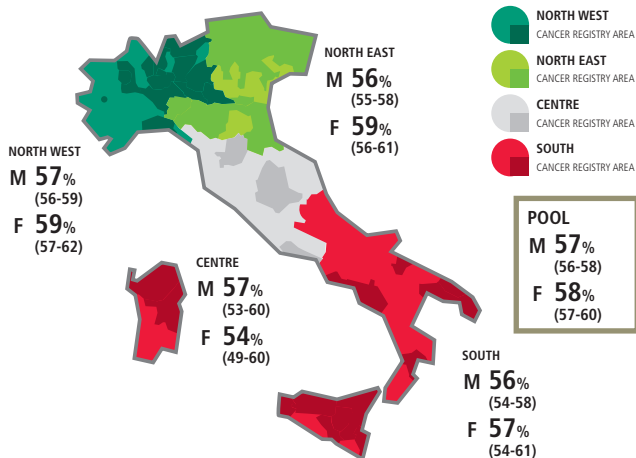 NORTH WEST
CANCER REGISTRY AREA
NORTH EAST
CANCER REGISTRY AREA
CENTRE
CANCER REGISTRY AREA
SOUTH
CANCER REGISTRY AREA
NORTH EAST
M 56%
(55-58)
F 59%
(56-61)
NORTH WEST
M 57%
(56-59)
F 59%
(57-62)
POOL
M 57%
(56-58)
F 58%
(57-60)
CENTRE
M 57%
(53-60)
F 54%
(49-60)
SOUTH
M 56%
(54-58)
F 57%
(54-61)